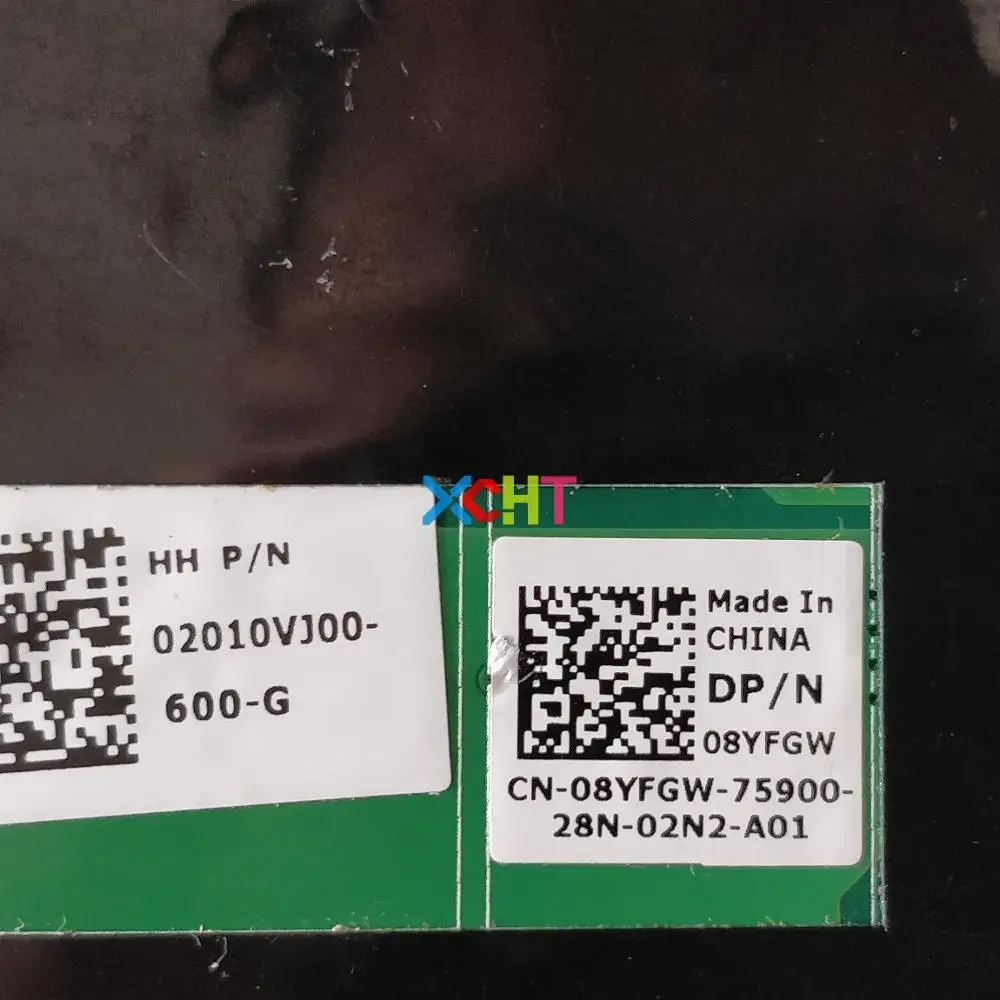 XCHT
HH P/N
02010VJ00-
600-G
Made In
CHINA
DP/N
08YFGW
CN-08YFGW-75900-
28N-02N2-A01